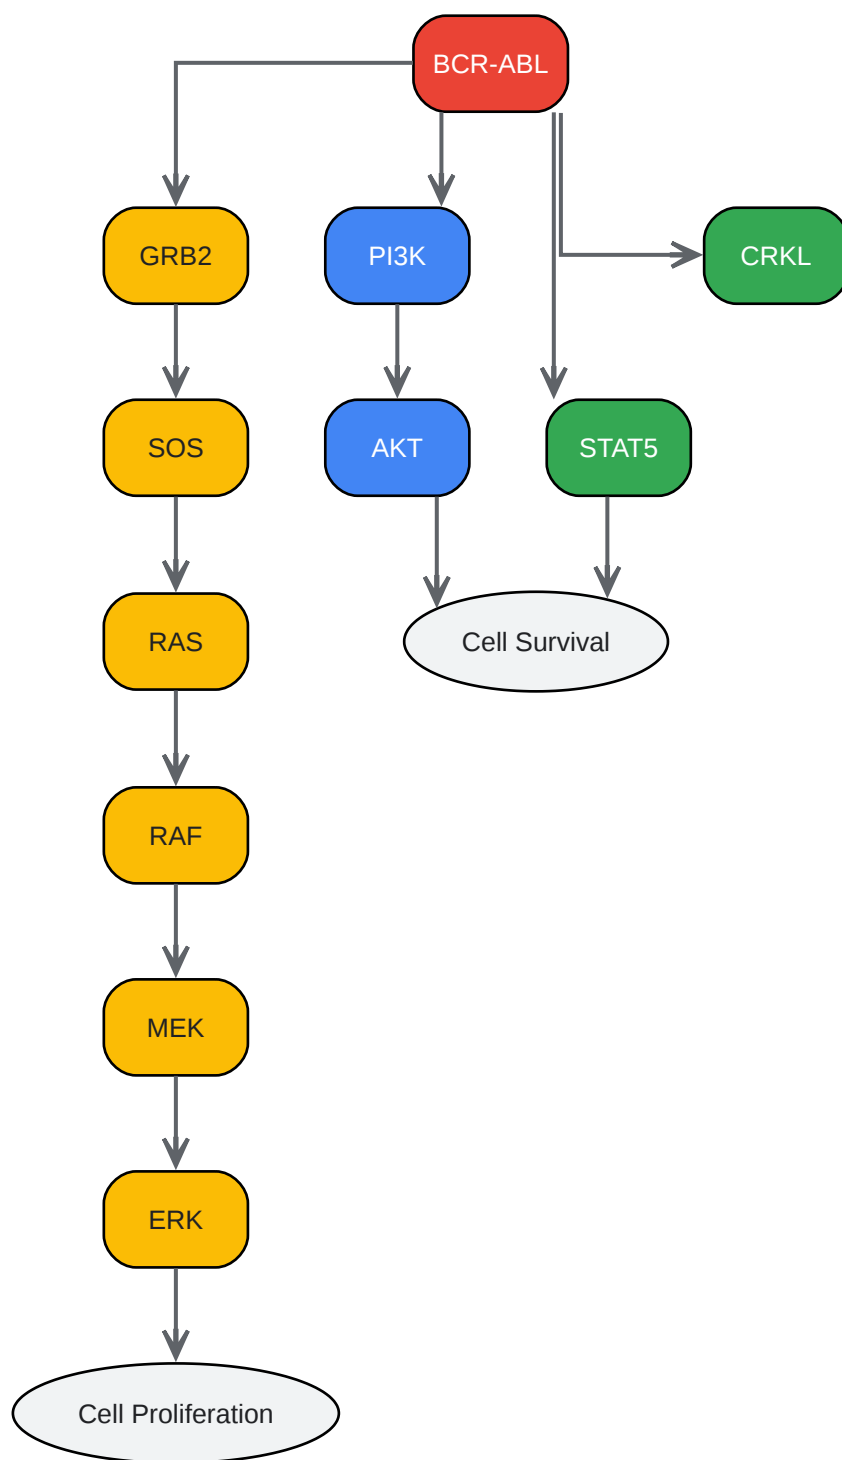 BCR-ABL
GRB2
PI3K
CRKL
SOS
AKT
STAT5
RAS
Cell Survival
RAF
MEK
ERK
Cell Proliferation